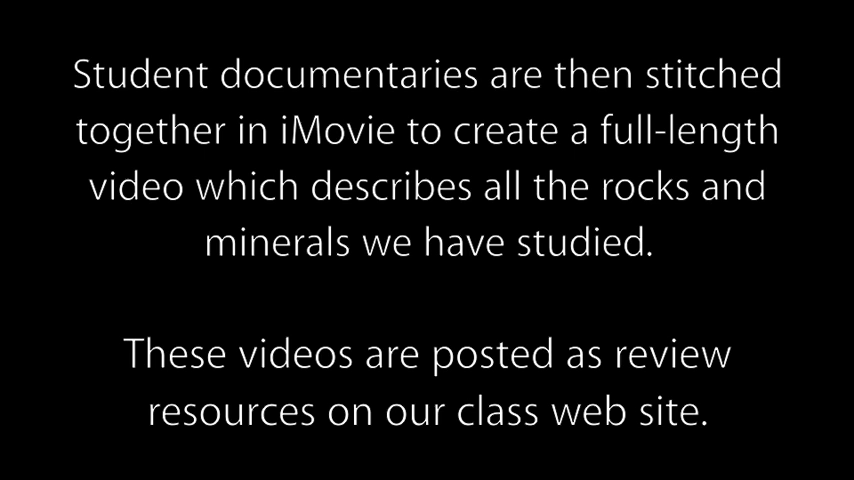 Student documentaries are then stitched
together in iMovie to create a full-length
video which describes all the rocks and
minerals we have studied.
These videos are posted as review
resources on our class web site.